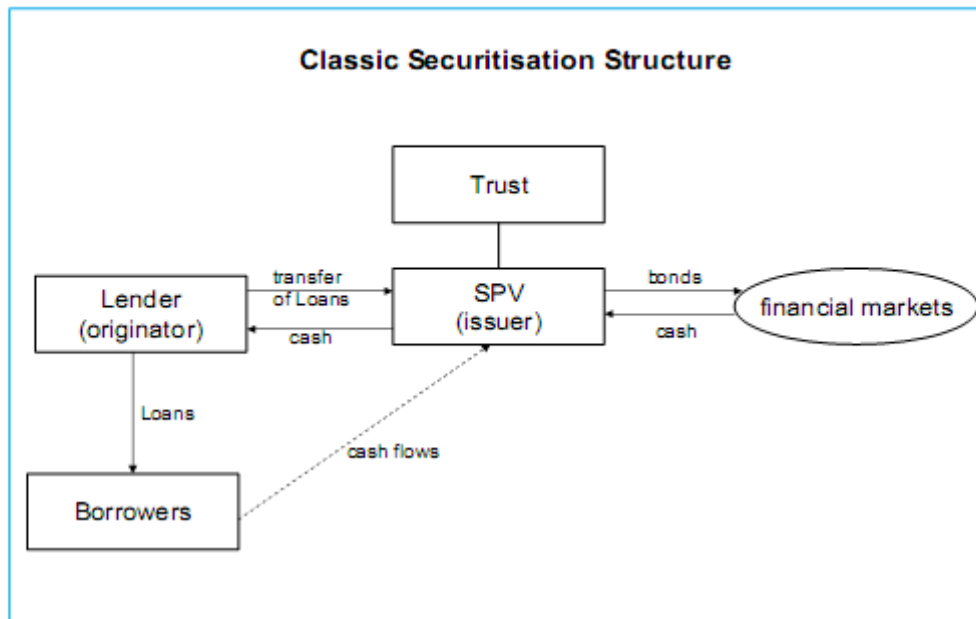 Classic Securitisation Structure
Trust
transfer
of Loans
Lender
(originator)
cash
SPV
(issuer)
bonds
cash
financial markets
Loans
cash flows
Borrowers